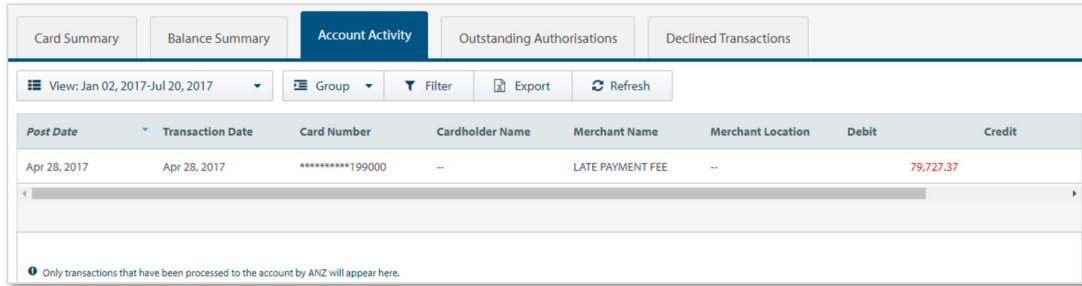 Card Summary Balance Summary Account Activity Outstanding Authorisations Declined Transactions
View: Jan 02, 2017-Jul 20, 2017 Group Filter Export Refresh
Post Date Transaction Date Card Number Cardholder Name Merchant Name Merchant Location Debit Credit
Apr 28, 2017 Apr 28, 2017 **********199000 -- LATE PAYMENT FEE -- 79,727.37
Only transactions that have been processed to the account by ANZ will appear here.